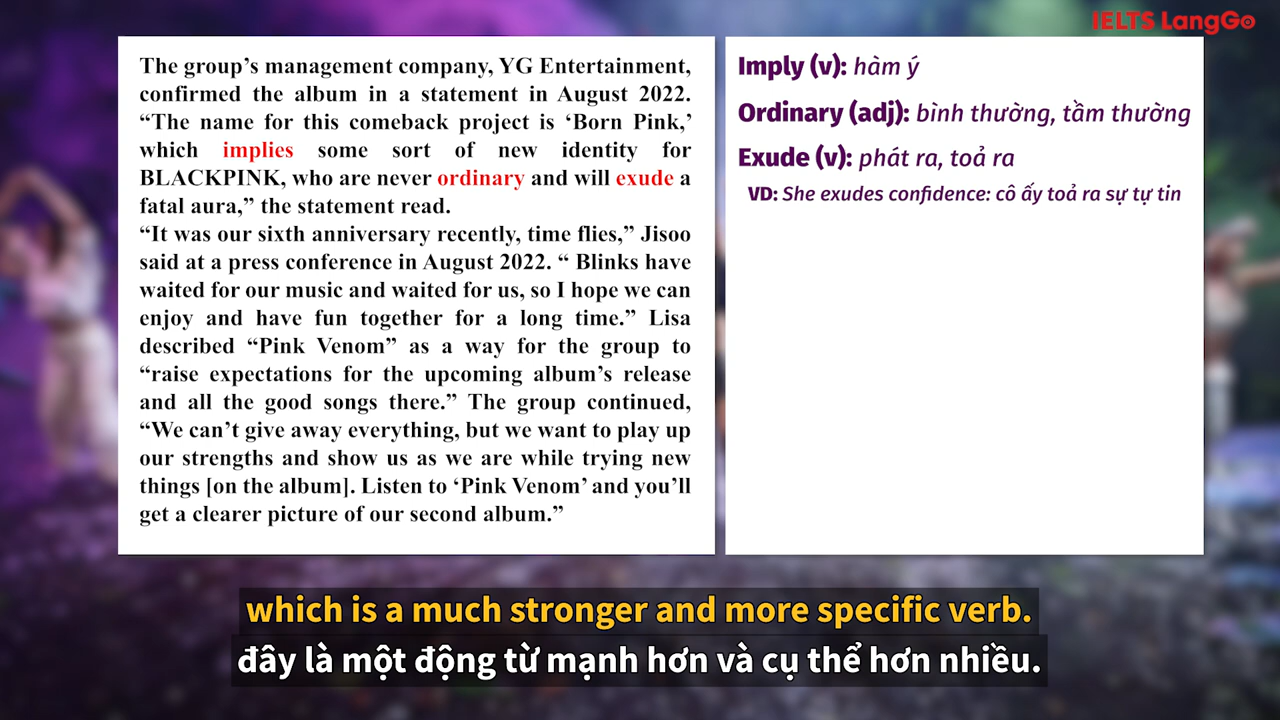 IELTS LangGo
The group’s management company, YG Entertainment,
confirmed the album in a statement in August 2022.
“The name for this comeback project is ‘Born Pink,’
which implies some sort of new identity for
BLACKPINK, who are never ordinary and will exude a
fatal aura,” the statement read.
“It was our sixth anniversary recently, time flies,” Jisoo
said at a press conference in August 2022. “ Blinks have
waited for our music and waited for us, so I hope we can
enjoy and have fun together for a long time.” Lisa
described “Pink Venom” as a way for the group to
“raise expectations for the upcoming album’s release
and all the good songs there.” The group continued,
“We can’t give away everything, but we want to play up
our strengths and show us as we are while trying new
things [on the album]. Listen to ‘Pink Venom’ and you’ll
get a clearer picture of our second album.”
Imply (v): hàm ý
Ordinary (adj): bình thường, tầm thường
Exude (v): phát ra, toả ra
VD: She exudes confidence: cô ấy toả ra sự tự tin
which is a much stronger and more specific verb.
đây là một động từ mạnh hơn và cụ thể hơn nhiều.